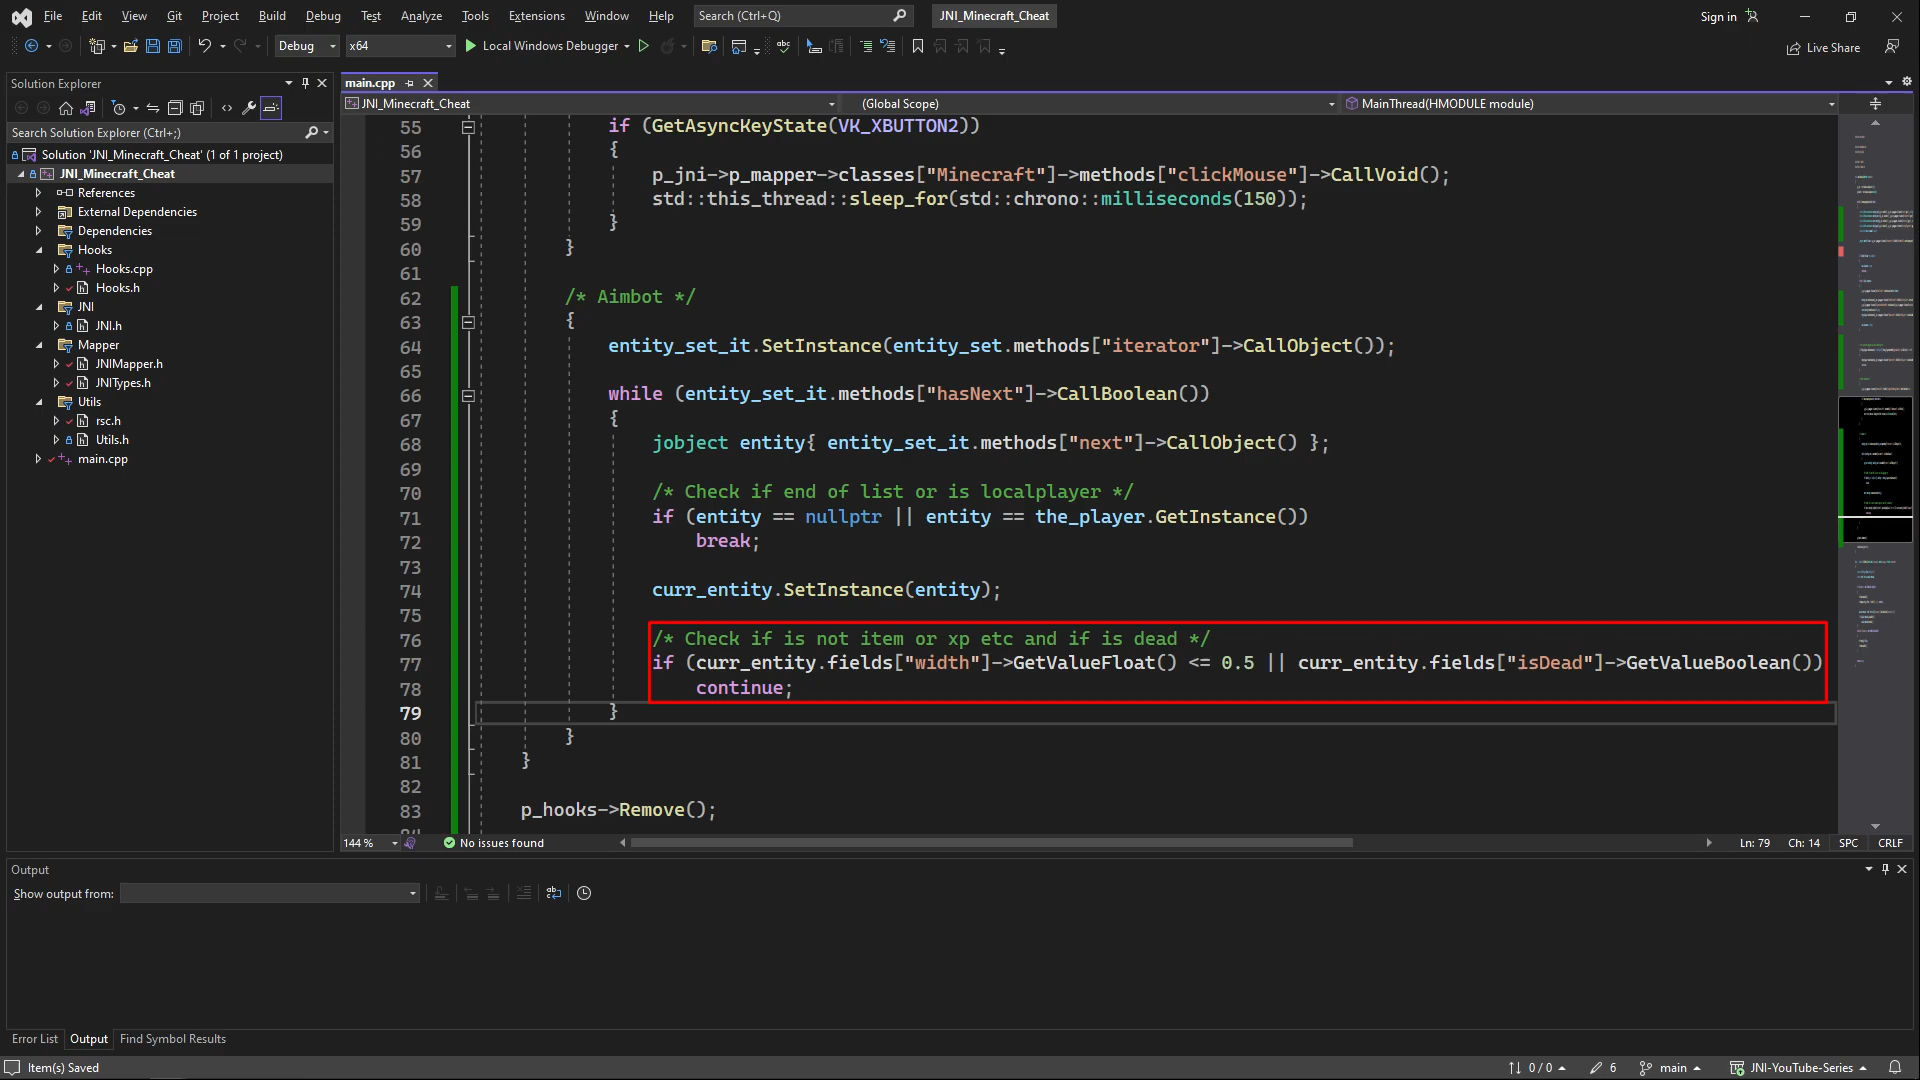 File Edit View Git Project Build Debug Test Analyze Tools Extensions Window Help Search (Ctrl+Q) JNI_Minecraft_Cheat Sign in
Debug x64 Local Windows Debugger Live Share
Solution Explorer
Search Solution Explorer (Ctrl+;)
Solution 'JNI_Minecraft_Cheat' (1 of 1 project)
JNI_Minecraft_Cheat
References
External Dependencies
Dependencies
Hooks
Hooks.cpp
Hooks.h
JNI
JNI.h
Mapper
JNIMapper.h
JNITypes.h
Utils
rsc.h
Utils.h
main.cpp
main.cpp
JNI_Minecraft_Cheat (Global Scope) MainThread(HMODULE module)
55 if (GetAsyncKeyState(VK_XBUTTON2))
56 {
57 p_jni->p_mapper->classes["Minecraft"]->methods["clickMouse"]->CallVoid();
58 std::this_thread::sleep_for(std::chrono::milliseconds(150));
59 }
60 }
61
62 /* Aimbot */
63 {
64 entity_set_it.SetInstance(entity_set.methods["iterator"]->CallObject());
65
66 while (entity_set_it.methods["hasNext"]->CallBoolean())
67 {
68 jobject entity{ entity_set_it.methods["next"]->CallObject() };
69
70 /* Check if end of list or is localplayer */
71 if (entity == nullptr || entity == the_player.GetInstance())
72 break;
73
74 curr_entity.SetInstance(entity);
75
76 /* Check if is not item or xp etc and if is dead */
77 if (curr_entity.fields["width"]->GetValueFloat() <= 0.5 || curr_entity.fields["isDead"]->GetValueBoolean())
78 continue;
79 }
80 }
81 }
82
83 p_hooks->Remove();
144 % No issues found Ln: 79 Ch: 14 SPC CRLF
Output
Show output from:
Error List Output Find Symbol Results
Item(s) Saved 0 / 0 6 main JNI-YouTube-Series